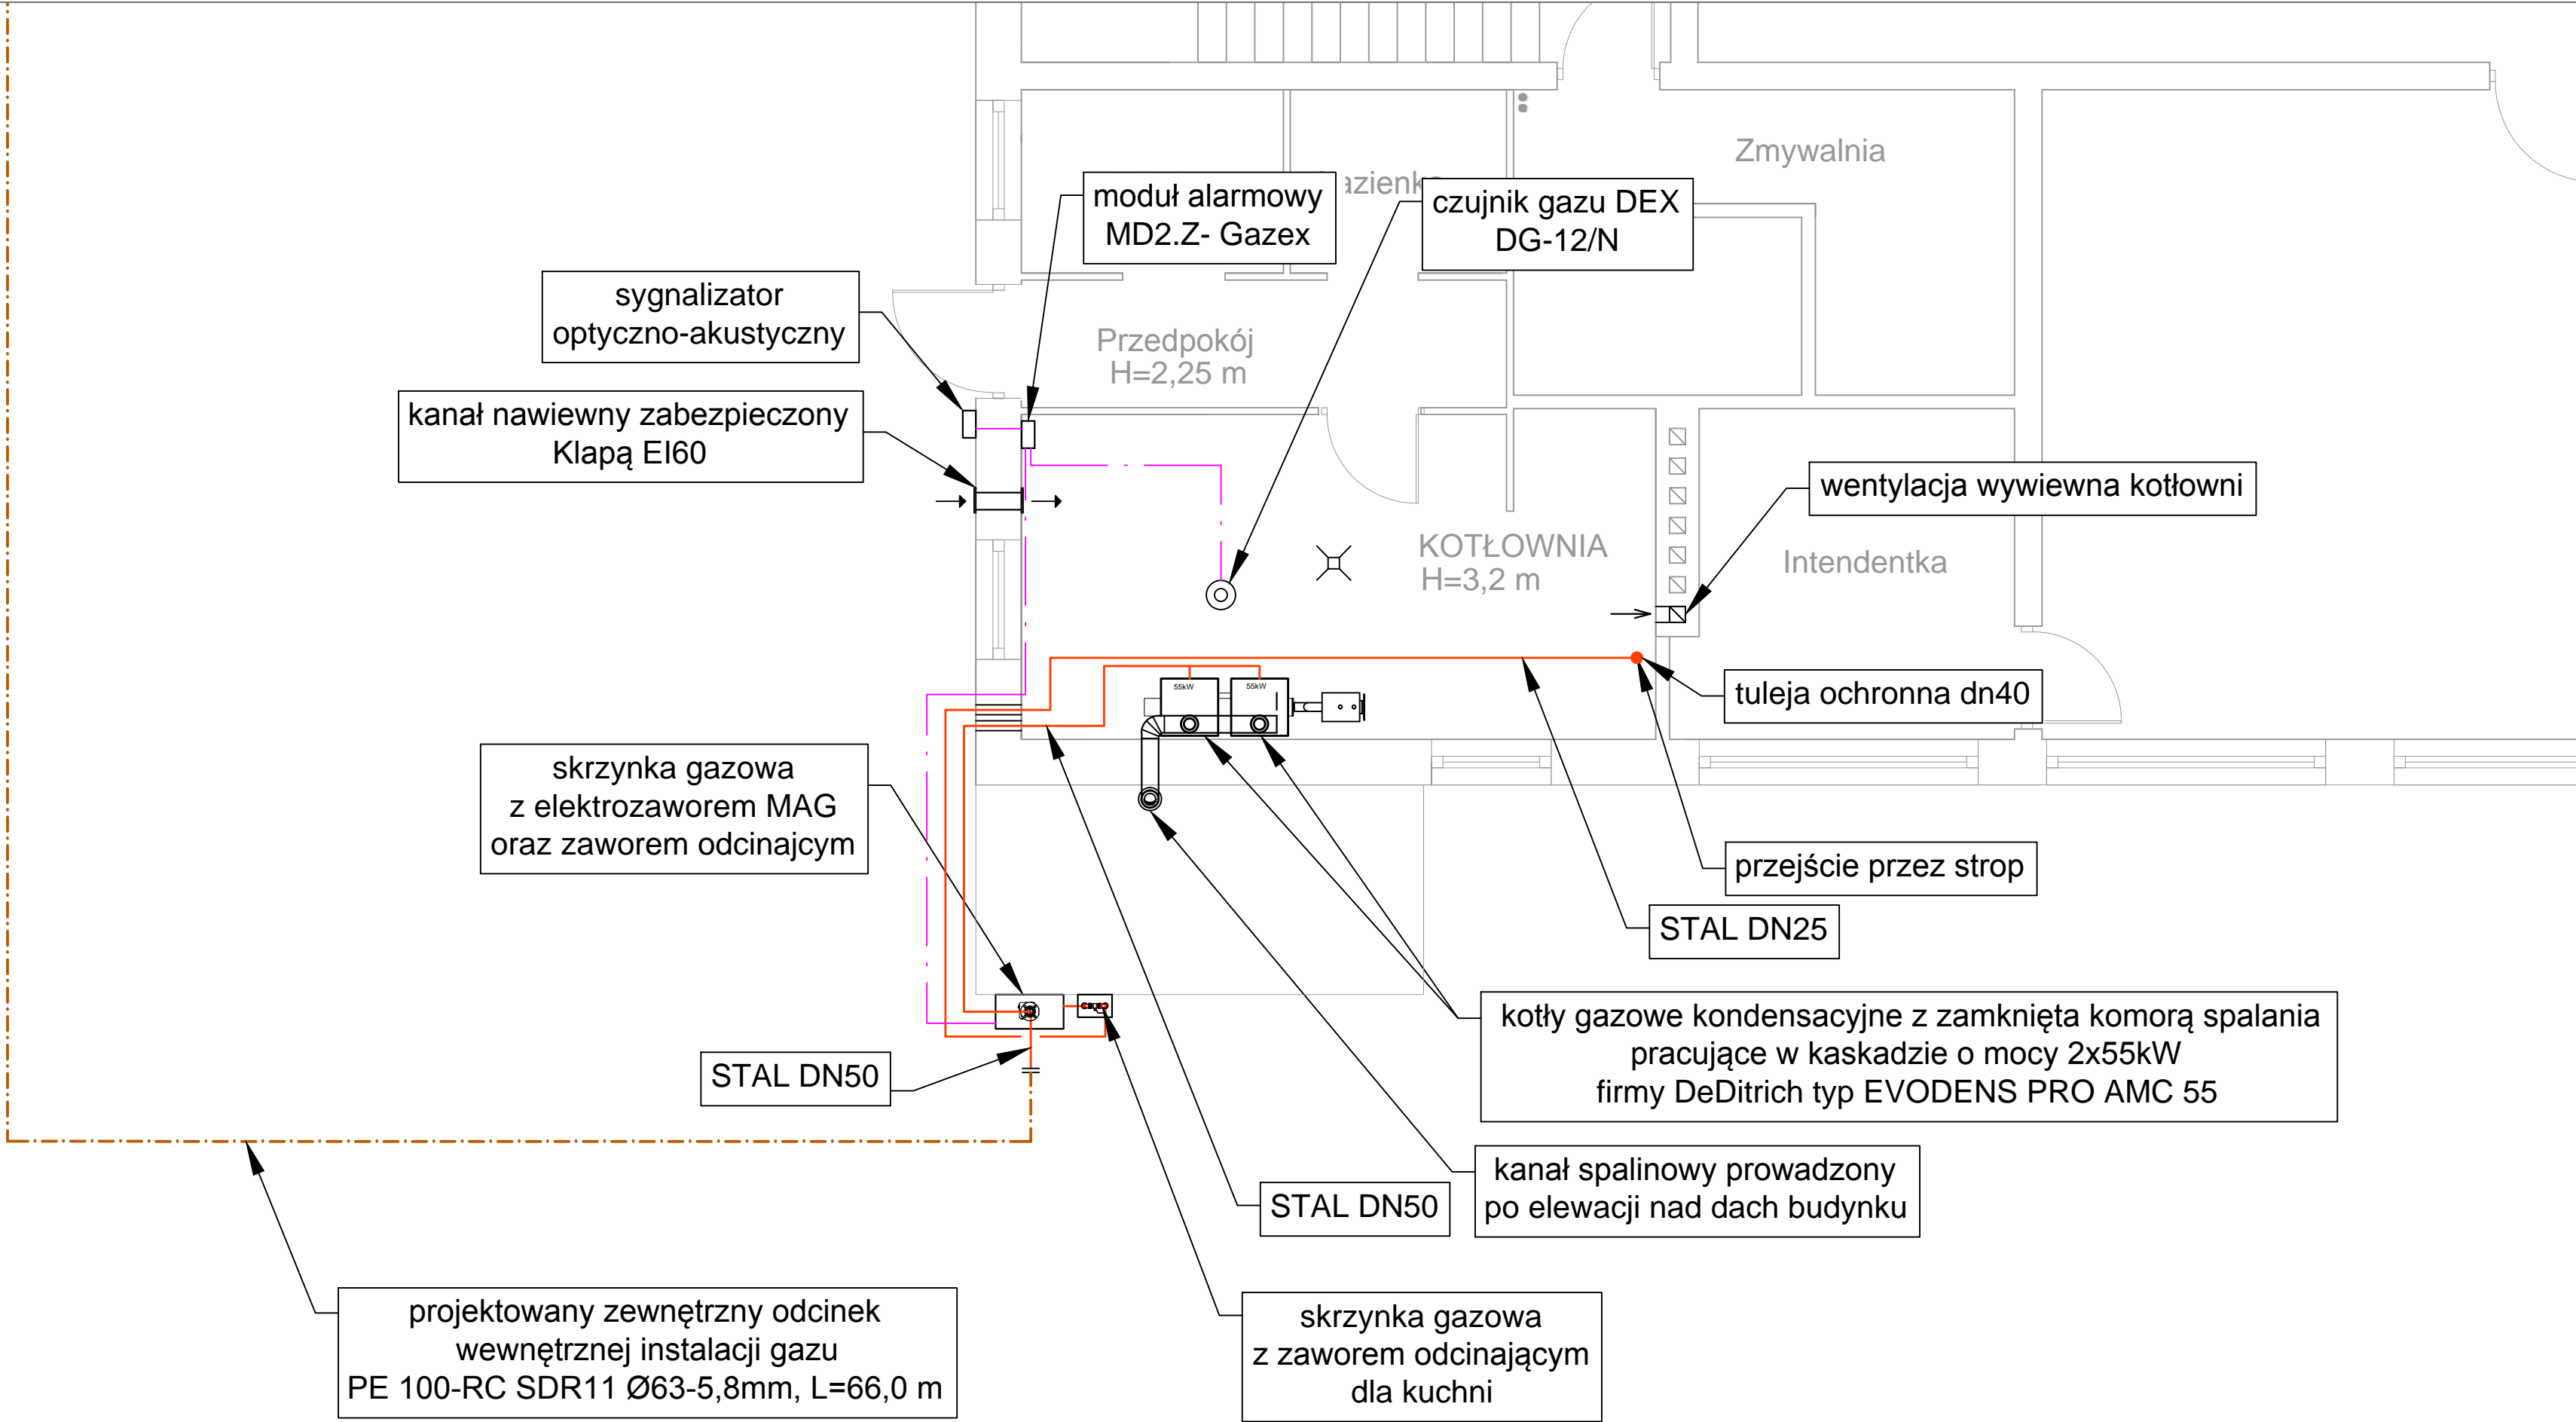 Zmywalnia
moduł alarmowy
MD2.Z- Gazex
czujnik gazu DEX
DG-12/N
sygnalizator
optyczno-akustyczny
Przedpokój
H=2,25 m
kanał nawiewny zabezpieczony
Klapą EI60
wentylacja wywiewna kotłowni
KOTŁOWNIA
H=3,2 m
Intendentka
55kW
55kW
tuleja ochronna dn40
skrzynka gazowa
z elektrozaworem MAG
oraz zaworem odcinajcym
przejście przez strop
STAL DN25
kotły gazowe kondensacyjne z zamknięta komorą spalania
pracujące w kaskadzie o mocy 2x55kW
firmy DeDitrich typ EVODENS PRO AMC 55
STAL DN50
kanał spalinowy prowadzony
po elewacji nad dach budynku
STAL DN50
projektowany zewnętrzny odcinek
wewnętrznej instalacji gazu
PE 100-RC SDR11 Ø63-5,8mm, L=66,0 m
skrzynka gazowa
z zaworem odcinającym
dla kuchni